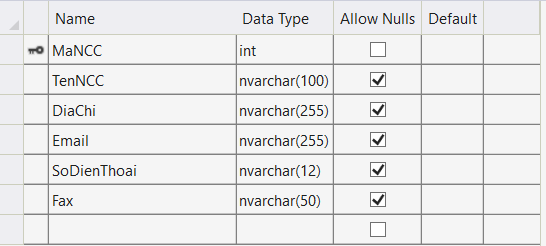 Name Data Type Allow Nulls Default
MaNCC int
TenNCC nvarchar(100)
DiaChi nvarchar(255)
Email nvarchar(255)
SoDienThoai nvarchar(12)
Fax nvarchar(50)